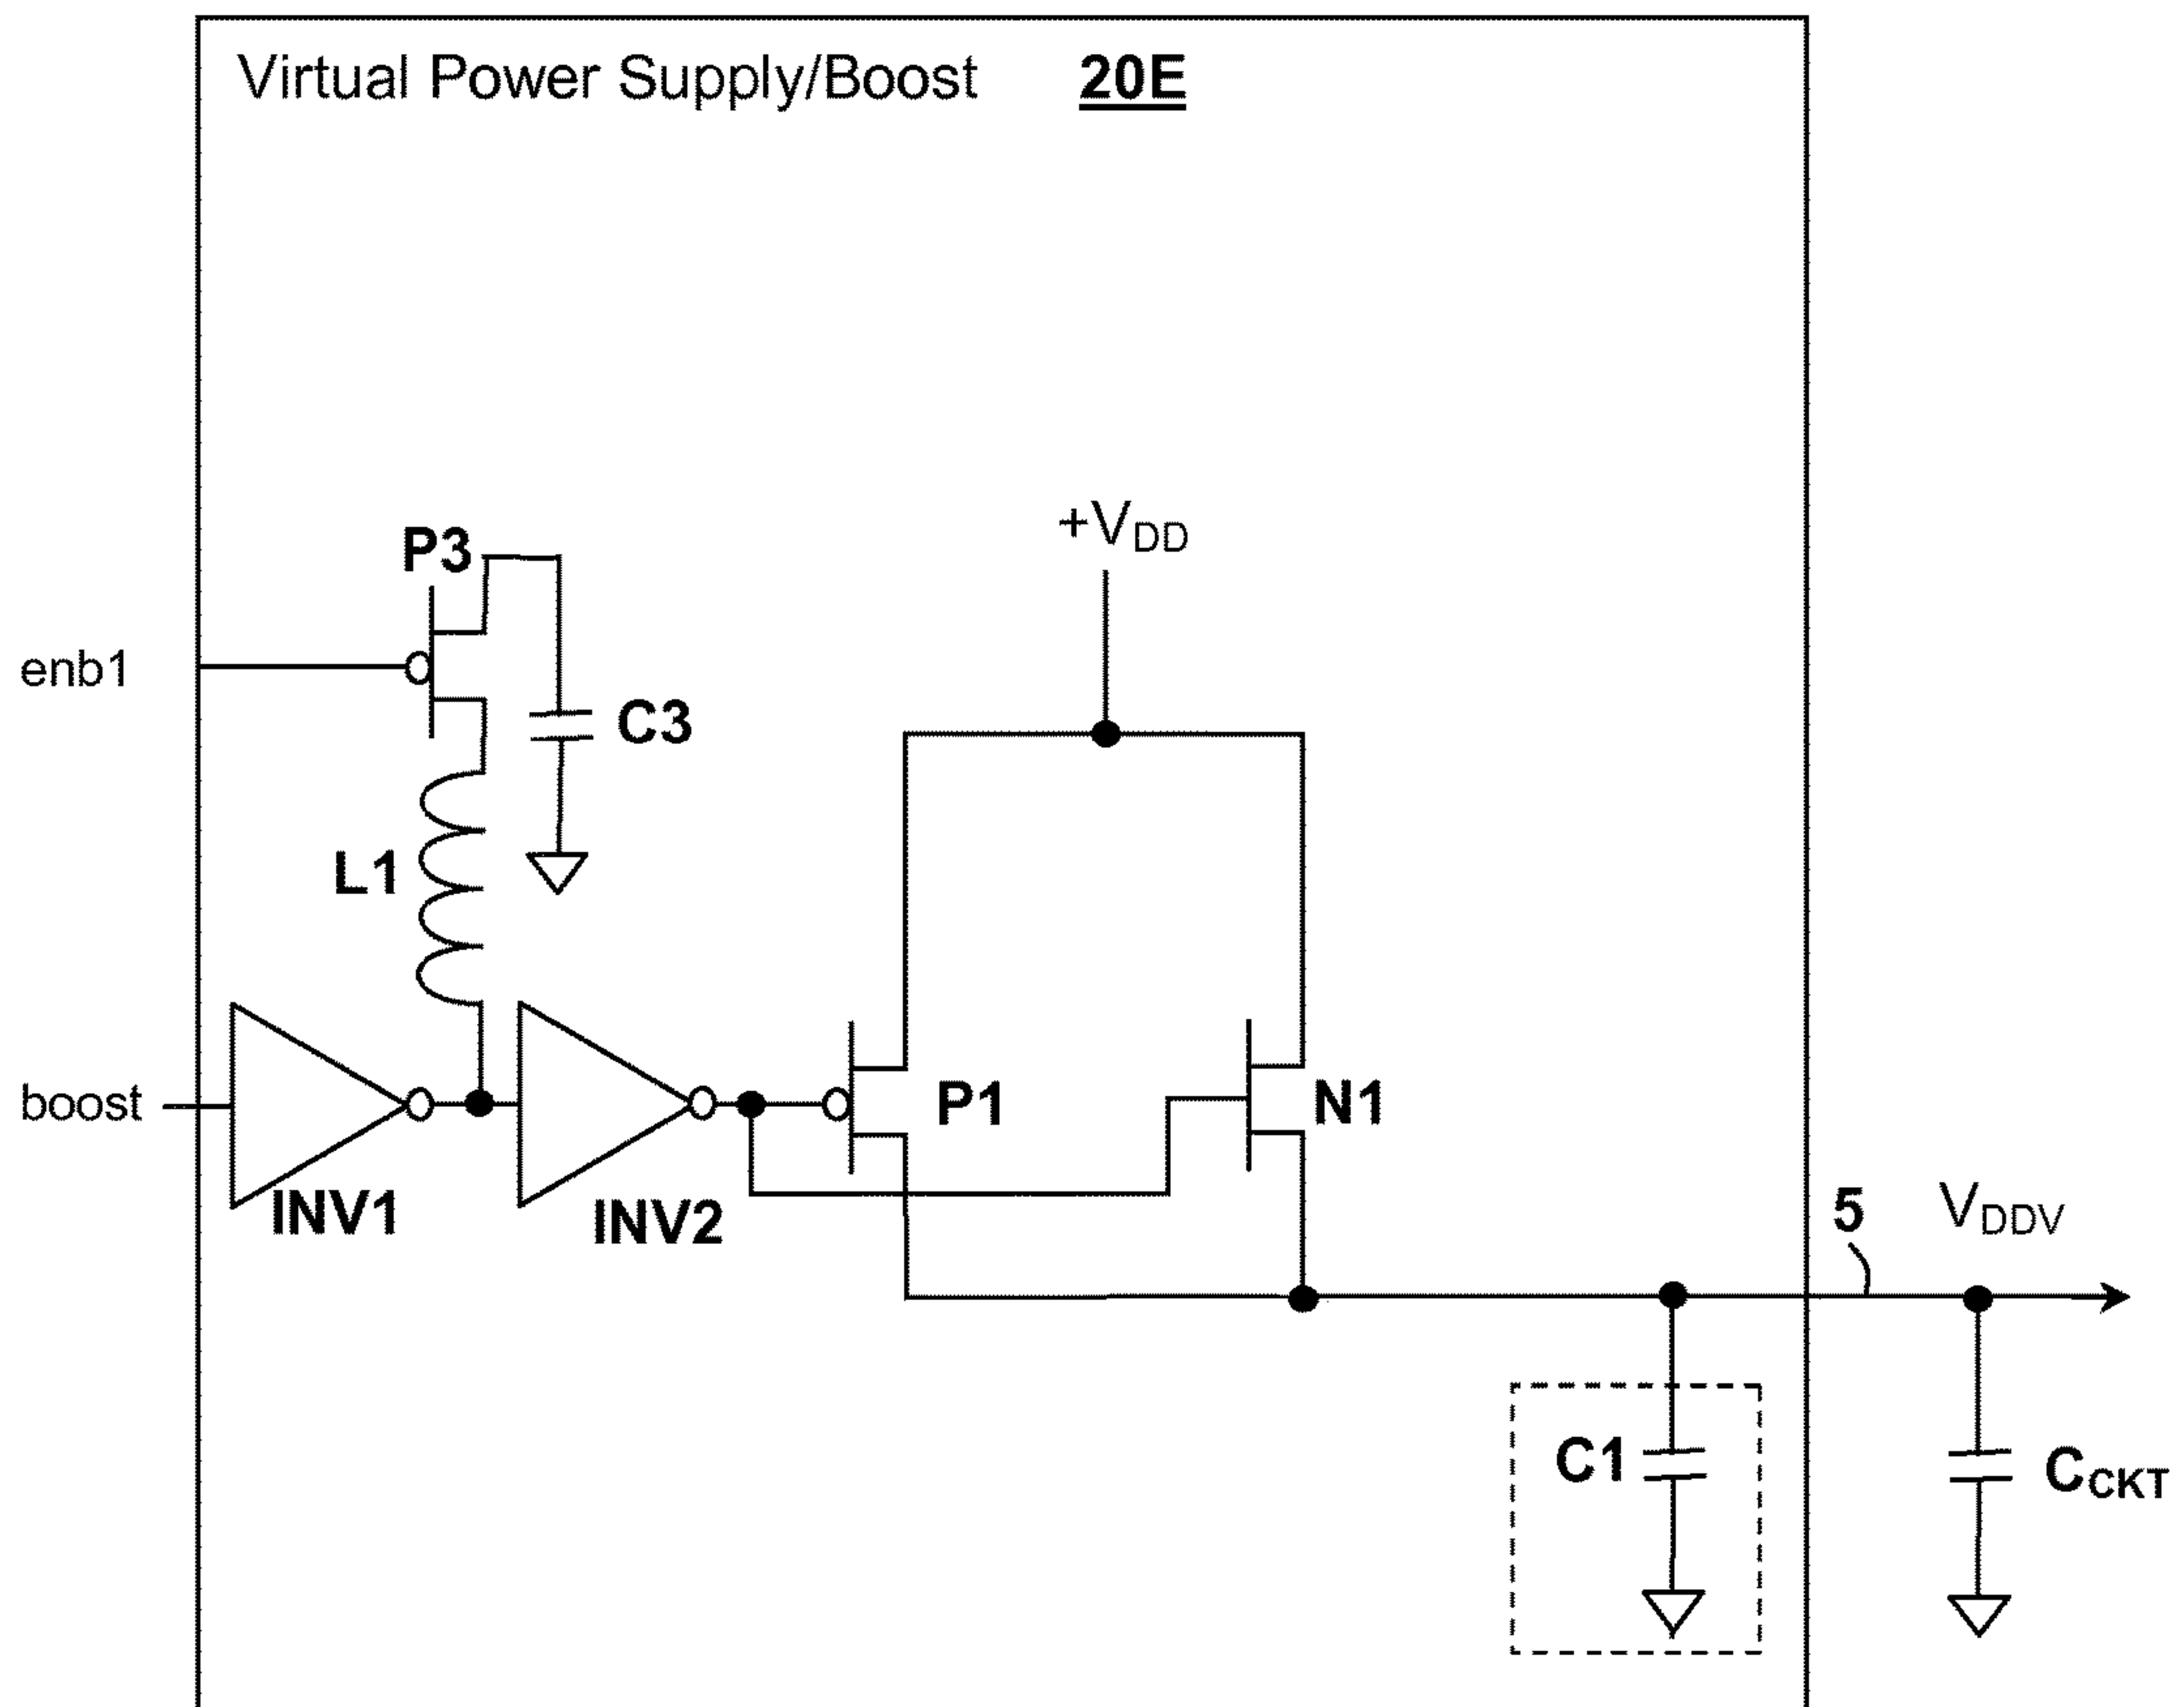 Virtual Power Supply/Boost 20E
+VDD
P3
enb1
C3
L1
boost
P1
N1
INV1
INV2
5
VDDV
C1
CCKT